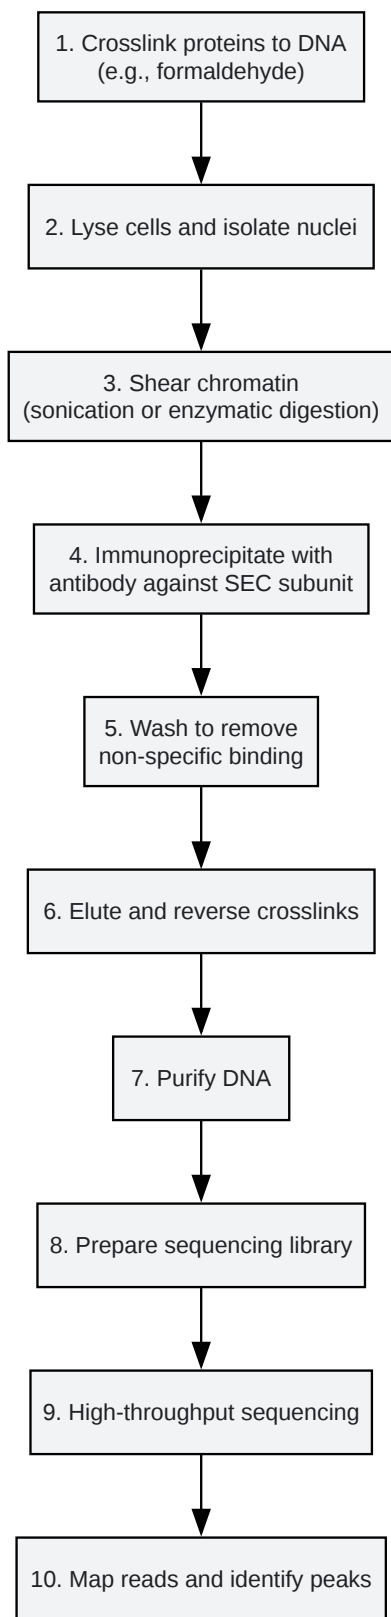 1. Crosslink proteins to DNA
(e.g., formaldehyde)
2. Lyse cells and isolate nuclei
3. Shear chromatin
(sonication or enzymatic digestion)
4. Immunoprecipitate with
antibody against SEC subunit
5. Wash to remove
non-specific binding
6. Elute and reverse crosslinks
7. Purify DNA
8. Prepare sequencing library
9. High-throughput sequencing
10. Map reads and identify peaks